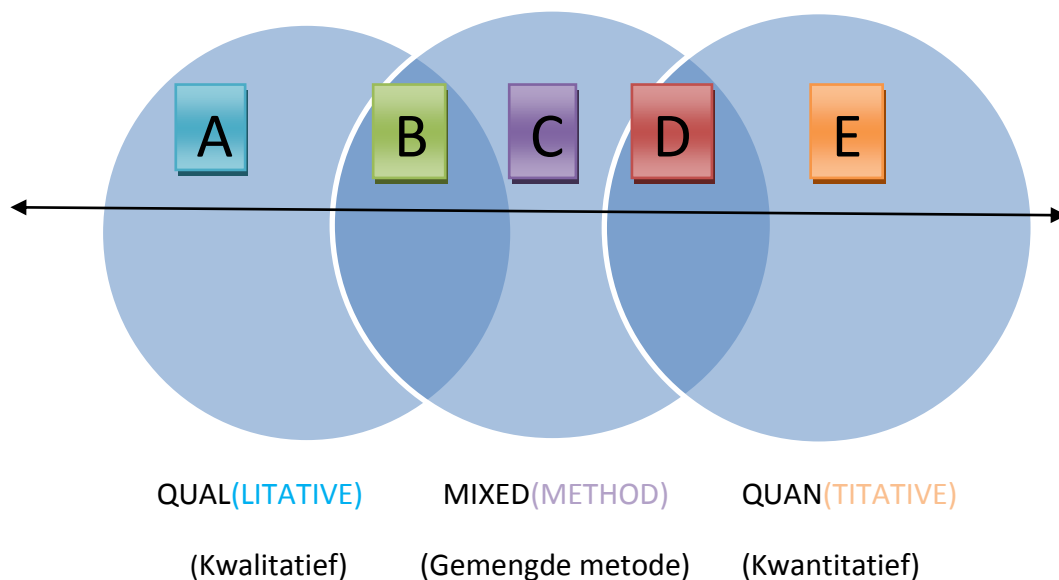 A B C D E
QUAL(LITATIVE) MIXED(METHOD) QUAN(TITATIVE)
(Kwalitatief) (Gemengde metode) (Kwantitatief)